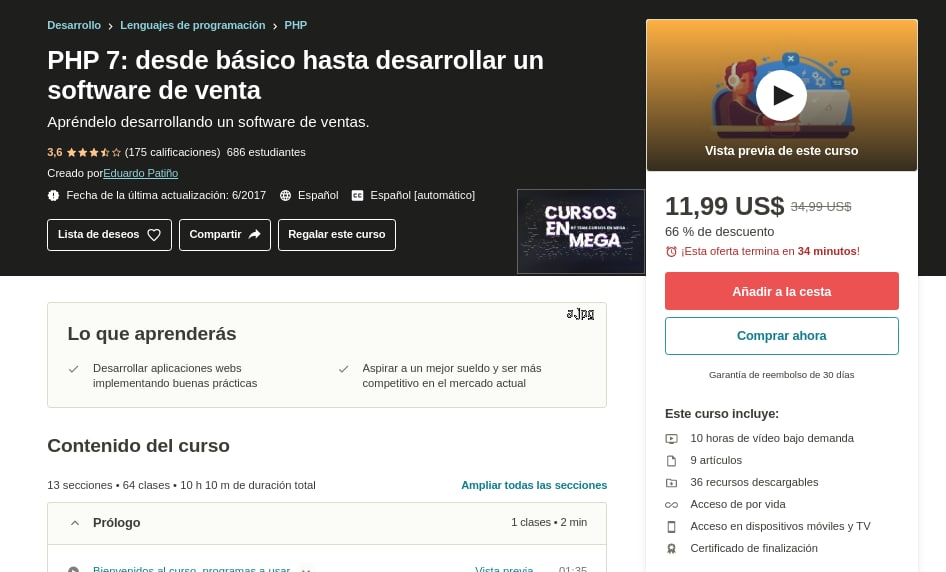 Desarrollo > Lenguajes de programación > PHP
PHP 7: desde básico hasta desarrollar un
software de venta
Apréndelo desarrollando un software de ventas.
3,6 (175 calificaciones) 686 estudiantes
Creado por Eduardo Patiño
Fecha de la última actualización: 6/2017 Español CC Español [automático]
Lista de deseos Compartir Regalar este curso
CURSOS
EN BY TEAM CURSOS EN MEGA
MEGA
Vista previa de este curso
11,99 US$ 34,99 US$
66 % de descuento
¡Esta oferta termina en 34 minutos!
Añadir a la cesta
Comprar ahora
Garantía de reembolso de 30 días
Este curso incluye:
10 horas de vídeo bajo demanda
9 artículos
36 recursos descargables
Acceso de por vida
Acceso en dispositivos móviles y TV
Certificado de finalización
a.jpg
Lo que aprenderás
Desarrollar aplicaciones webs
implementando buenas prácticas
Aspirar a un mejor sueldo y ser más
competitivo en el mercado actual
Contenido del curso
13 secciones • 64 clases • 10 h 10 m de duración total
Ampliar todas las secciones
Prólogo 1 clases • 2 min
Bienvenidos al curso, programas a usar Vista previa 01:35